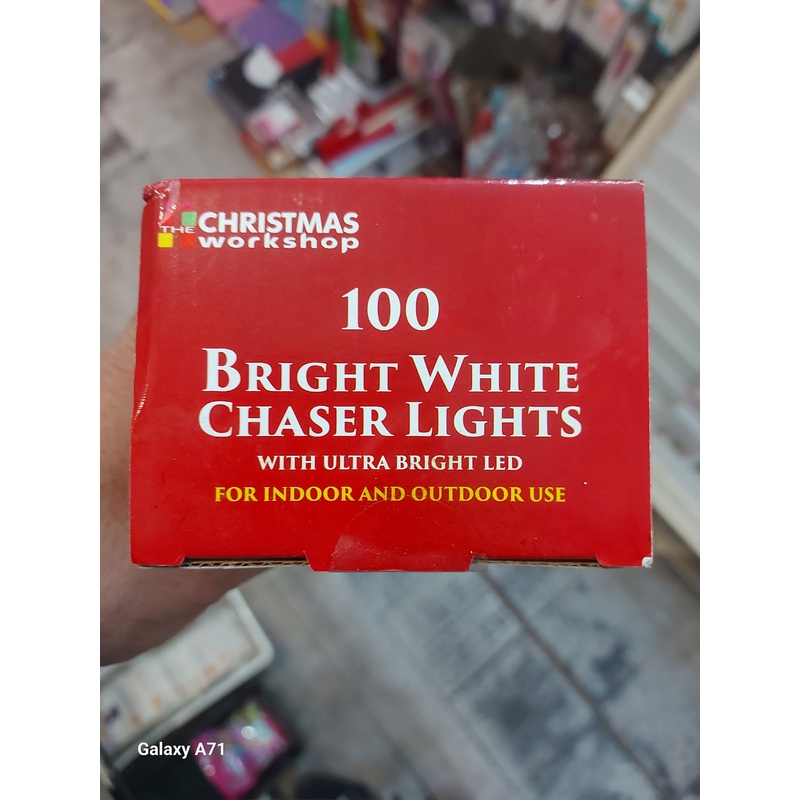 THE CHRISTMAS
workshop
100
BRIGHT WHITE
CHASER LIGHTS
WITH ULTRA BRIGHT LED
FOR INDOOR AND OUTDOOR USE
Galaxy A71